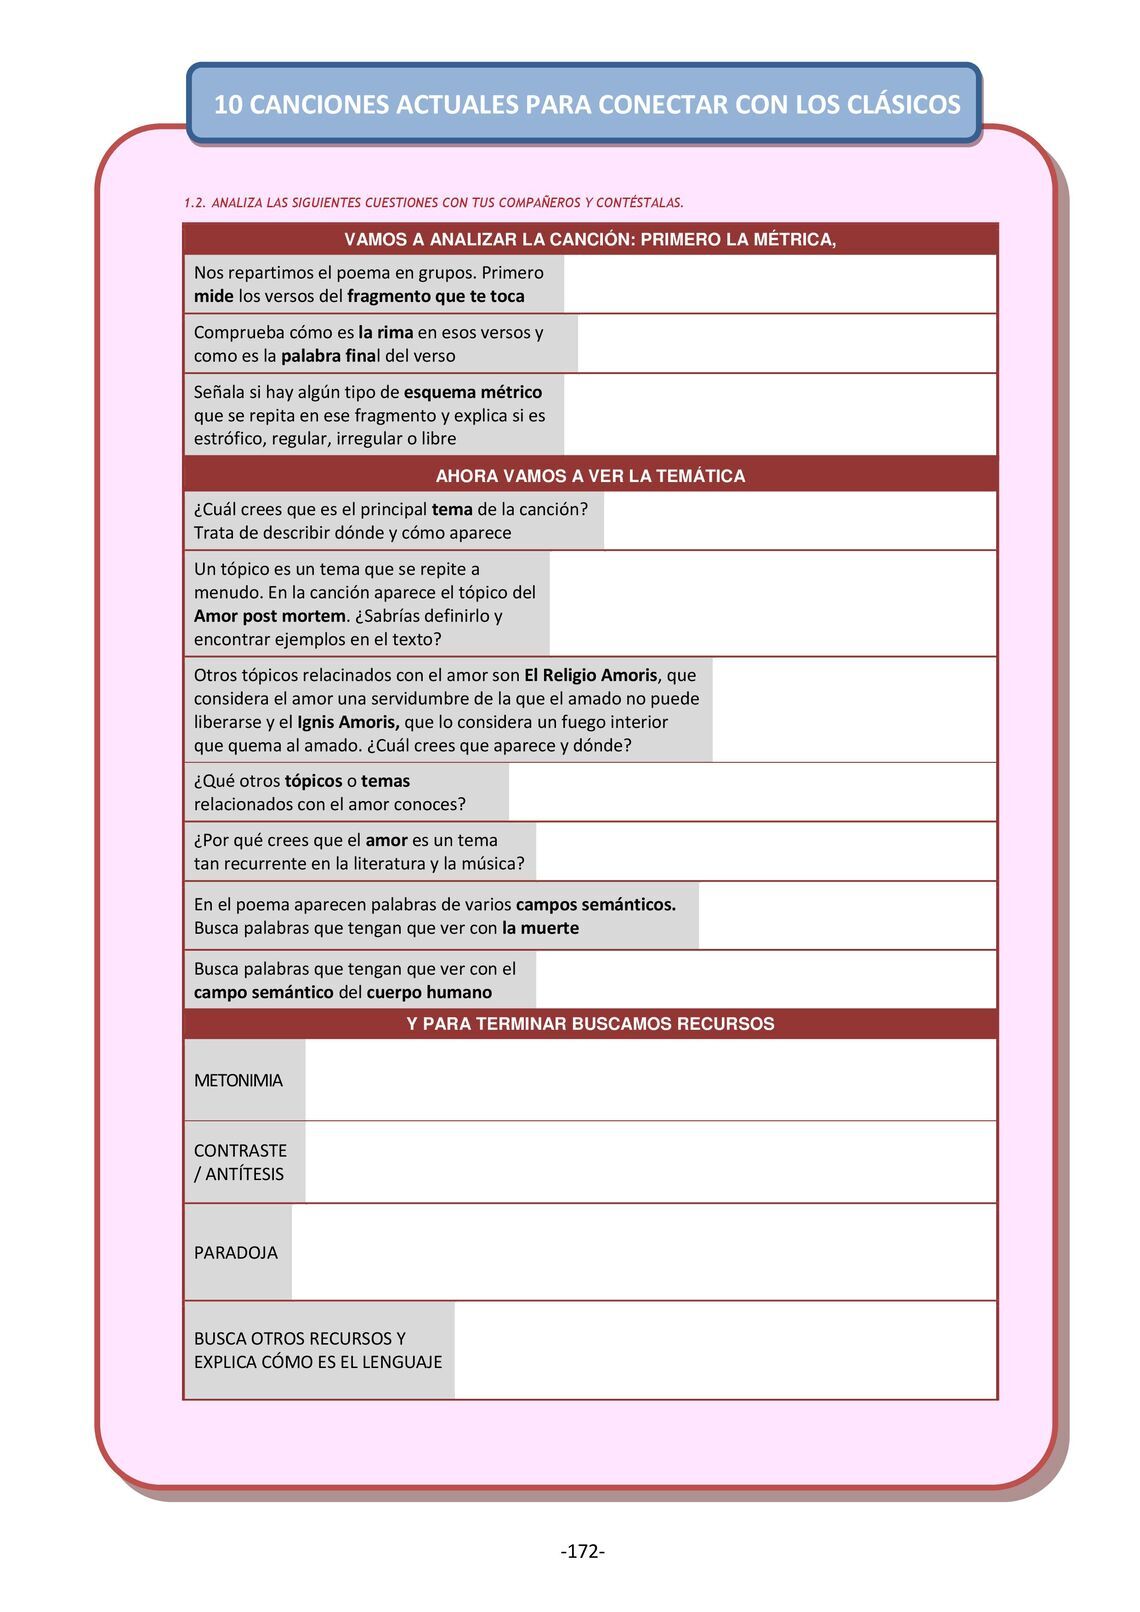 10 CANCIONES ACTUALES PARA CONECTAR CON LOS CLÁSICOS
1.2. ANALIZA LAS SIGUIENTES CUESTIONES CON TUS COMPAÑEROS Y CONTÉSTALAS.
VAMOS A ANALIZAR LA CANCIÓN: PRIMERO LA MÉTRICA,
Nos repartimos el poema en grupos. Primero
mide los versos del fragmento que te toca
Comprueba cómo es la rima en esos versos y
como es la palabra final del verso
Señala si hay algún tipo de esquema métrico
que se repita en ese fragmento y explica si es
estrófico, regular, irregular o libre
AHORA VAMOS A VER LA TEMÁTICA
¿Cuál crees que es el principal tema de la canción?
Trata de describir dónde y cómo aparece
Un tópico es un tema que se repite a
menudo. En la canción aparece el tópico del
Amor post mortem. ¿Sabrías definirlo y
encontrar ejemplos en el texto?
Otros tópicos relacinados con el amor son El Religio Amoris, que
considera el amor una servidumbre de la que el amado no puede
liberarse y el Ignis Amoris, que lo considera un fuego interior
que quema al amado. ¿Cuál crees que aparece y dónde?
¿Qué otros tópicos o temas
relacionados con el amor conoces?
¿Por qué crees que el amor es un tema
tan recurrente en la literatura y la música?
En el poema aparecen palabras de varios campos semánticos.
Busca palabras que tengan que ver con la muerte
Busca palabras que tengan que ver con el
campo semántico del cuerpo humano
Y PARA TERMINAR BUSCAMOS RECURSOS
METONIMIA
CONTRASTE
/ ANTÍTESIS
PARADOJA
BUSCA OTROS RECURSOS Y
EXPLICA CÓMO ES EL LENGUAJE
-172-